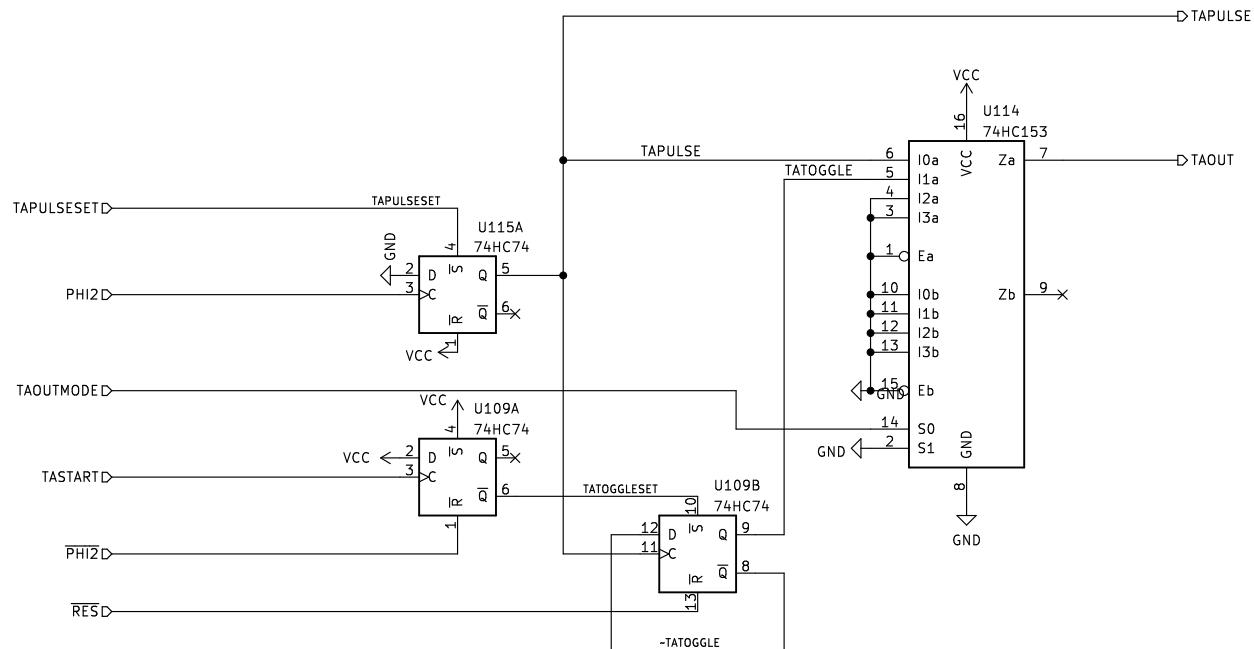 TAPULSE
VCC
U114
74HC153
16
VCC
TAPULSE
6 I0a Za 7 TAOUT
TATOGGLE 5 I1a
4 I2a
3 I3a
1 Ea
10 I0b Zb 9
11 I1b
12 I2b
13 I3b
15 Eb
GND
14 S0
GND 2 S1
GND
8
GND
TAPULSESET TAPULSESET
U115A
74HC74
GND
4
2 D S Q 5
PHI2 3 C
R Q 6
1
VCC
TAOUTMODE
VCC
U109A
74HC74
4
VCC 2 D S Q 5
TASTART 3 C
R Q 6
1
TATOGGLESET
U109B
74HC74
10
12 D S Q 9
P̅H̅I̅2̅ 11 C
R Q 8
R̅E̅S̅ 13
~TATOGGLE